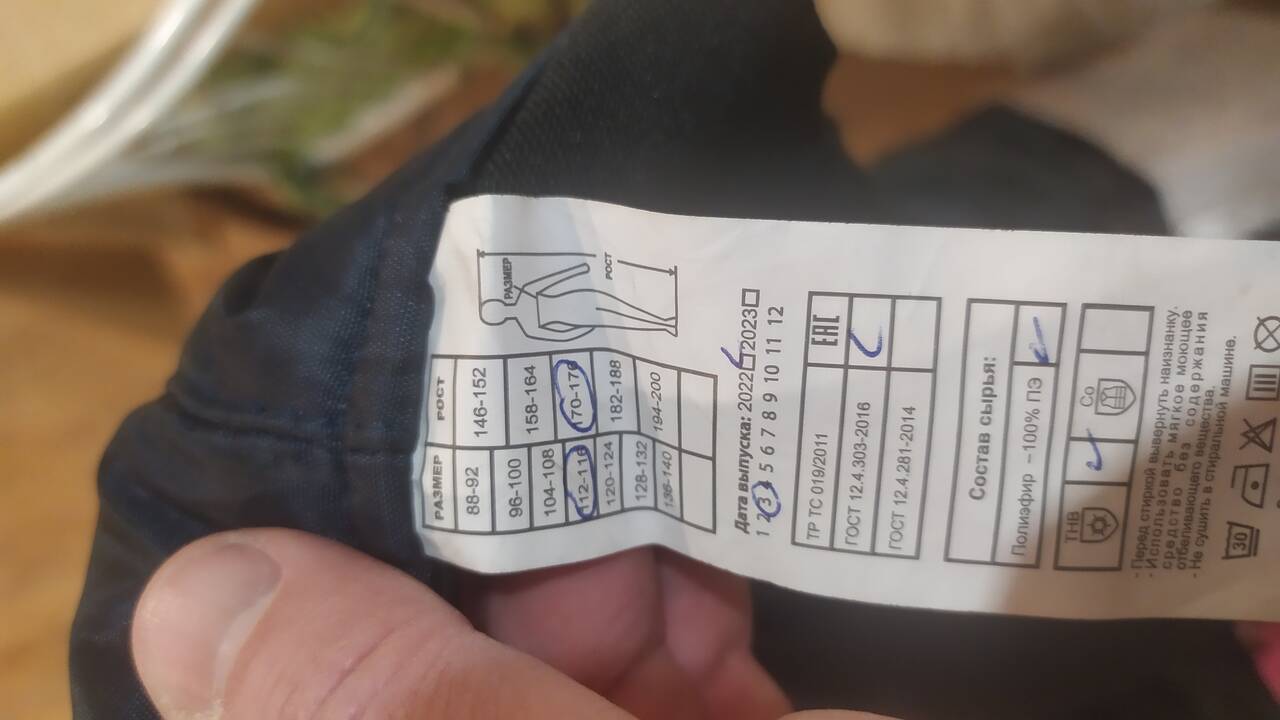 РАЗМЕР
РОСТ
РАЗМЕР РОСТ
88-92 146-152
96-100 158-164
104-108 170-176
112-116
120-124 182-188
128-132 194-200
136-140
Дата выпуска: 2022 2023
1 2 3 4 5 6 7 8 9 10 11 12
ТР ТС 019/2011 ЕАС
ГОСТ 12.4.303-2016
ГОСТ 12.4.281-2014
Состав сырья:
Полиэфир –100% ПЭ
ТНВ Со
- Перед стиркой вывернуть наизнанку.
- Использовать мягкое моющее
средство без содержания
отбеливающего вещества.
- Не сушить в стиральной машине.
30